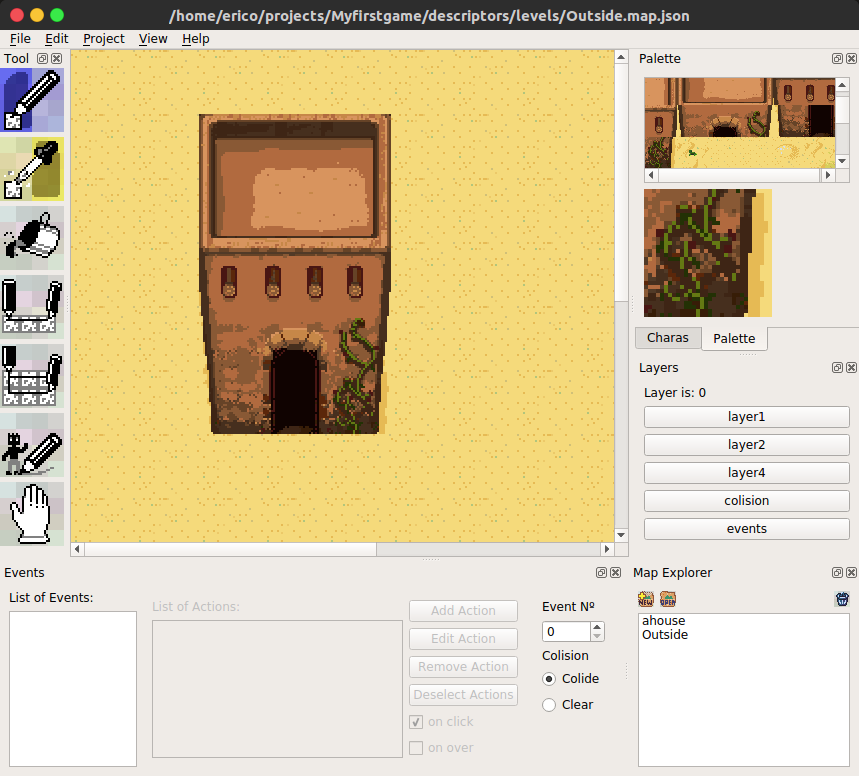 /home/erico/projects/Myfirstgame/descriptors/levels/Outside.map.json
File Edit Project View Help
Tool
Palette
Charas Palette
Layers
Layer is: 0
layer1
layer2
layer4
colision
events
Events
List of Events:
List of Actions:
Add Action
Edit Action
Remove Action
Deselect Actions
on click
on over
Event Nº
0
Colision
Colide
Clear
Map Explorer
NEW OPEN
ahouse
Outside